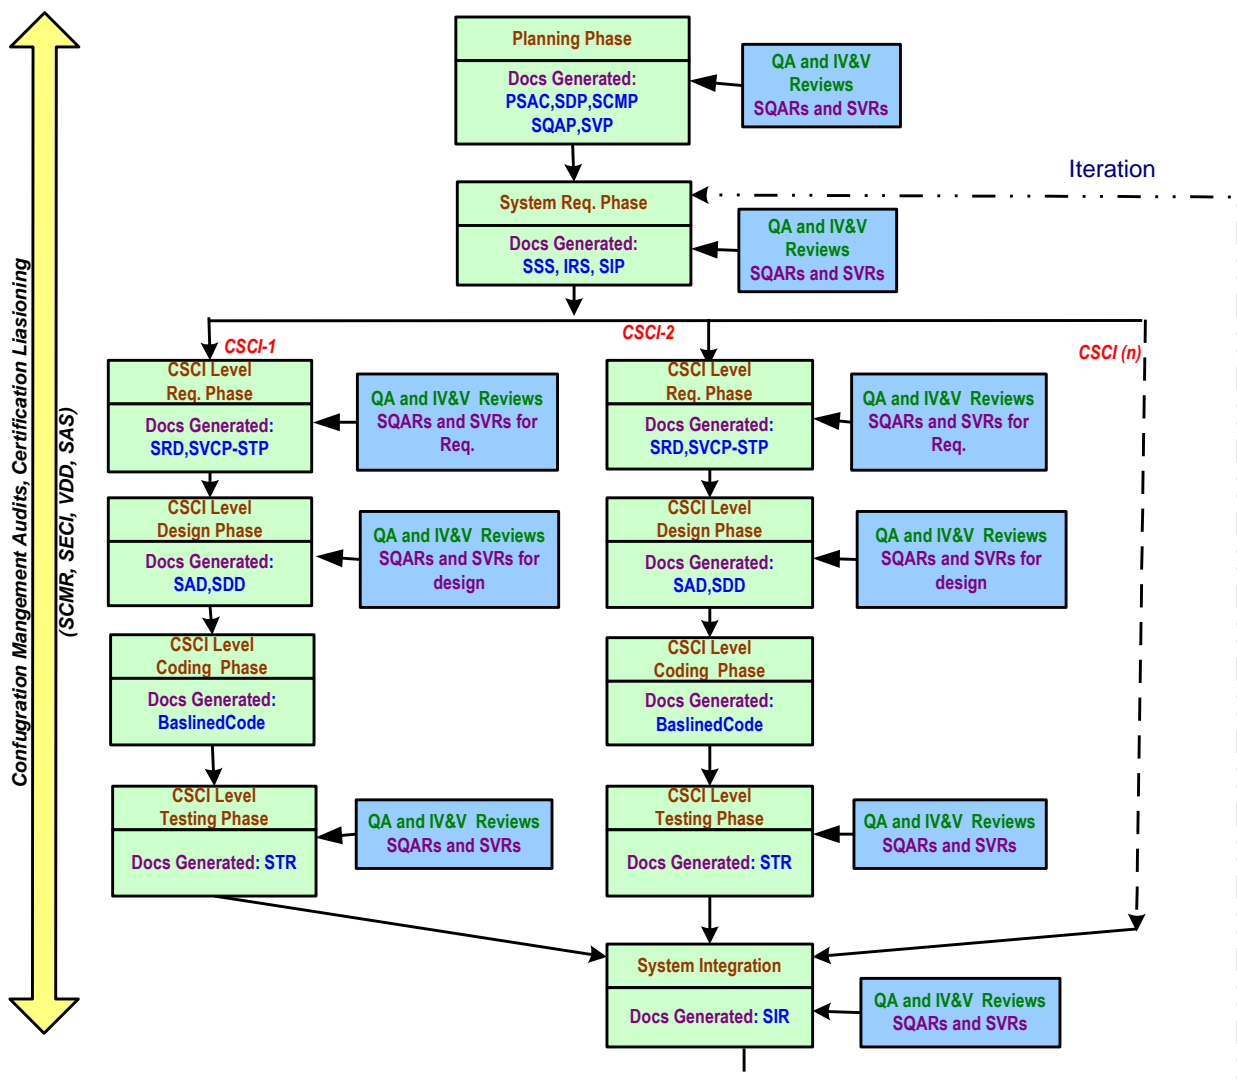 Planning Phase
Docs Generated:
PSAC,SDP,SCMP
SQAP,SVP
QA and IV&V
Reviews
SQARs and SVRs
Iteration
System Req. Phase
Docs Generated:
SSS, IRS, SIP
QA and IV&V
Reviews
SQARs and SVRs
Confugration Mangement Audits, Certification Liasioning
(SCMR, SECI, VDD, SAS)
CSCI-1
CSCI-2
CSCI (n)
CSCI Level
Req. Phase
Docs Generated:
SRD,SVCP-STP
QA and IV&V Reviews
SQARs and SVRs for
Req.
CSCI Level
Req. Phase
Docs Generated:
SRD,SVCP-STP
QA and IV&V Reviews
SQARs and SVRs for
Req.
CSCI Level
Design Phase
Docs Generated:
SAD,SDD
QA and IV&V Reviews
SQARs and SVRs for
design
CSCI Level
Design Phase
Docs Generated:
SAD,SDD
QA and IV&V Reviews
SQARs and SVRs for
design
CSCI Level
Coding Phase
Docs Generated:
BaslinedCode
CSCI Level
Coding Phase
Docs Generated:
BaslinedCode
CSCI Level
Testing Phase
Docs Generated: STR
QA and IV&V Reviews
SQARs and SVRs
CSCI Level
Testing Phase
Docs Generated: STR
QA and IV&V Reviews
SQARs and SVRs
System Integration
Docs Generated: SIR
QA and IV&V Reviews
SQARs and SVRs